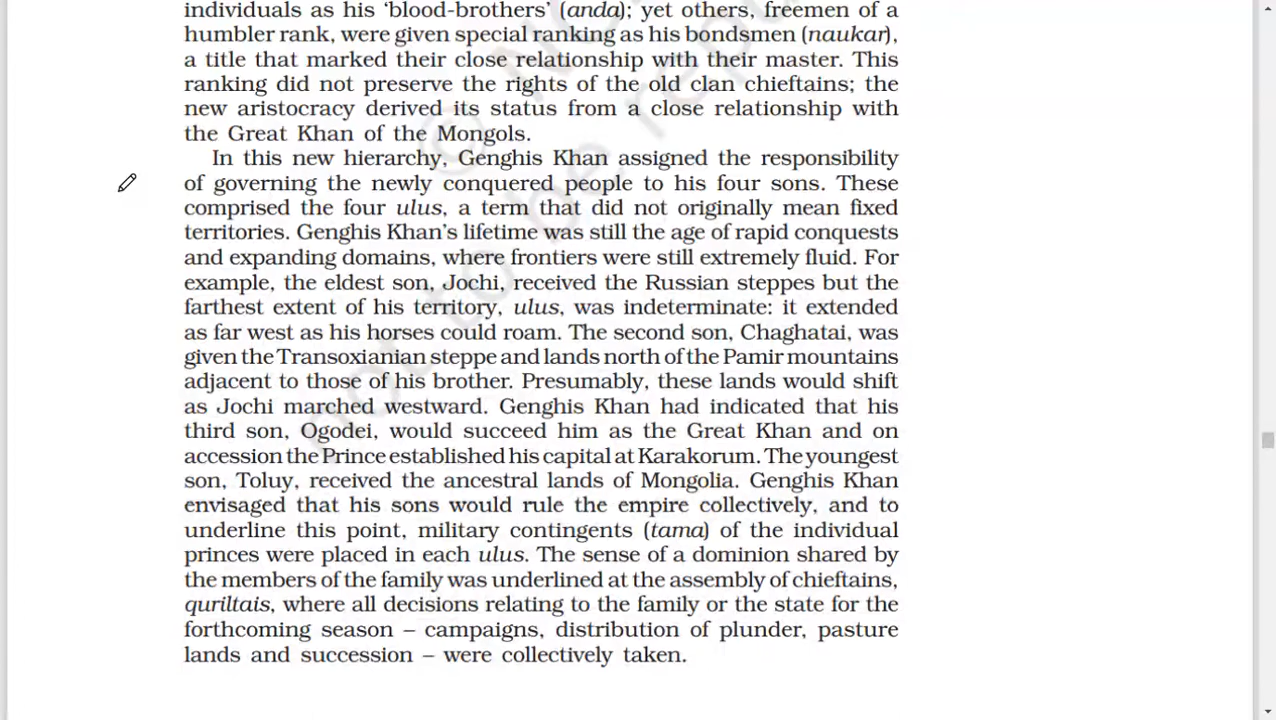 individuals as his ‘blood-brothers’ (anda); yet others, freemen of a
humbler rank, were given special ranking as his bondsmen (naukar),
a title that marked their close relationship with their master. This
ranking did not preserve the rights of the old clan chieftains; the
new aristocracy derived its status from a close relationship with
the Great Khan of the Mongols.
In this new hierarchy, Genghis Khan assigned the responsibility
of governing the newly conquered people to his four sons. These
comprised the four ulus, a term that did not originally mean fixed
territories. Genghis Khan’s lifetime was still the age of rapid conquests
and expanding domains, where frontiers were still extremely fluid. For
example, the eldest son, Jochi, received the Russian steppes but the
farthest extent of his territory, ulus, was indeterminate: it extended
as far west as his horses could roam. The second son, Chaghatai, was
given the Transoxianian steppe and lands north of the Pamir mountains
adjacent to those of his brother. Presumably, these lands would shift
as Jochi marched westward. Genghis Khan had indicated that his
third son, Ogodei, would succeed him as the Great Khan and on
accession the Prince established his capital at Karakorum. The youngest
son, Toluy, received the ancestral lands of Mongolia. Genghis Khan
envisaged that his sons would rule the empire collectively, and to
underline this point, military contingents (tama) of the individual
princes were placed in each ulus. The sense of a dominion shared by
the members of the family was underlined at the assembly of chieftains,
quriltais, where all decisions relating to the family or the state for the
forthcoming season – campaigns, distribution of plunder, pasture
lands and succession – were collectively taken.
© NC
not to be repu